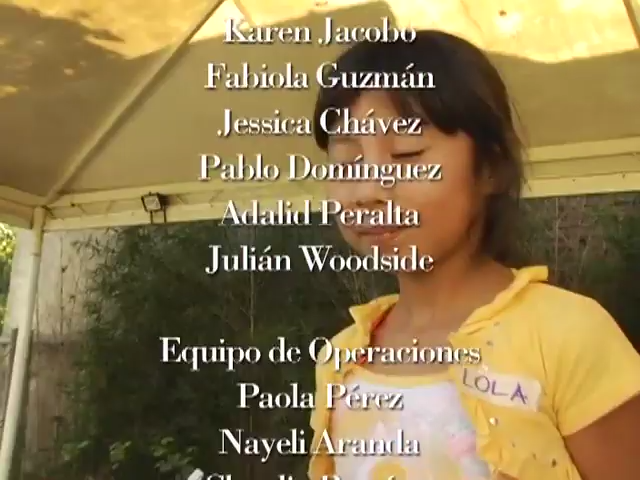 Karen Jacobo
Fabiola Guzmán
Jessica Chávez
Pablo Domínguez
Adalid Peralta
Julián Woodside
Equipo de Operaciones
Paola Pérez
Nayeli Aranda
LOLA